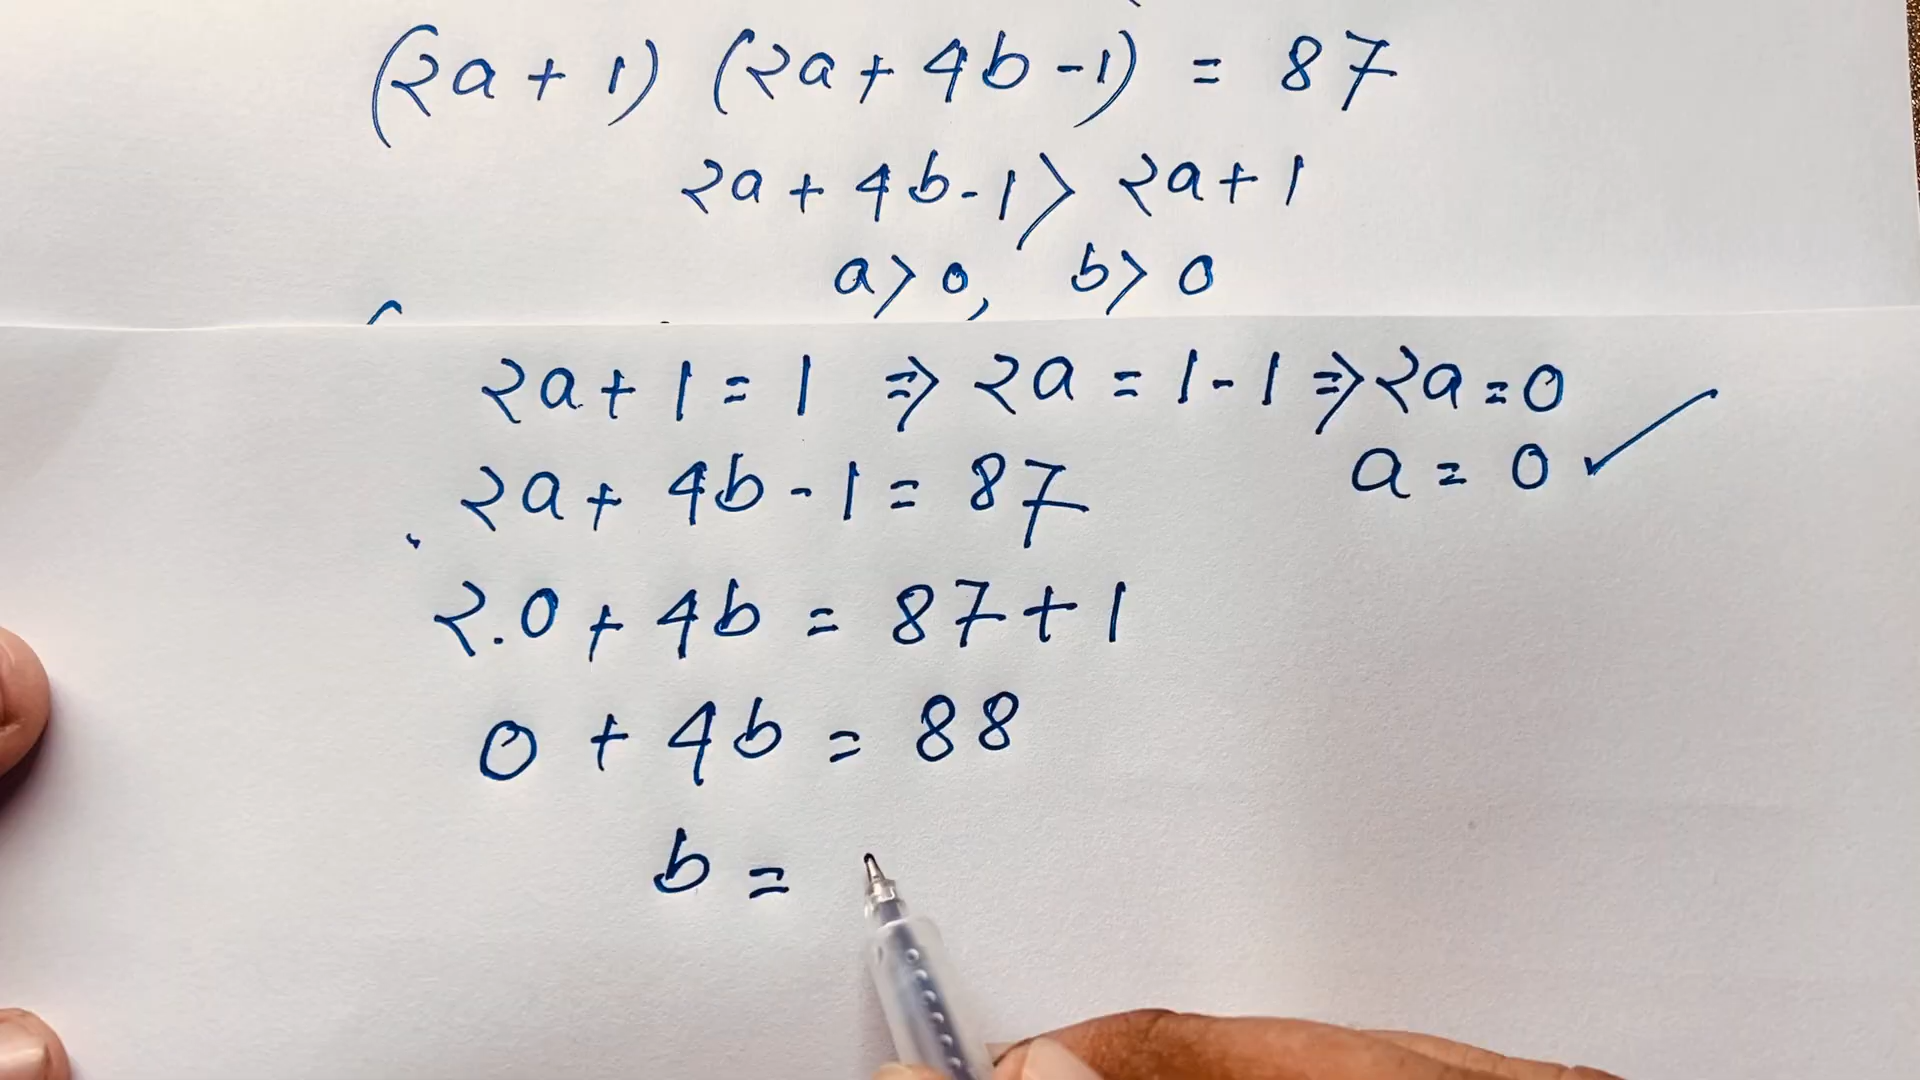 (2a + 1) (2a + 4b - 1) = 87
2a + 4b - 1 > 2a + 1
a > 0, b > 0
2a + 1 = 1 ⇒ 2a = 1 - 1 ⇒ 2a = 0
a = 0 ✓
2a + 4b - 1 = 87
2.0 + 4b = 87 + 1
0 + 4b = 88
b =